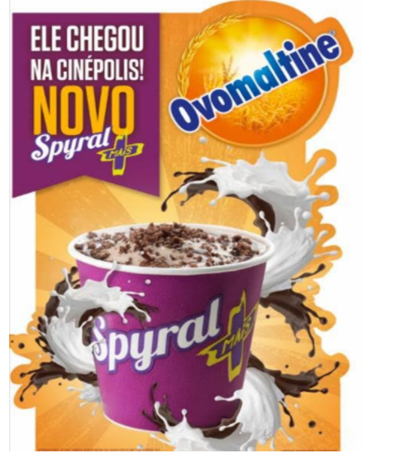 ELE CHEGOU
NA CINÉPOLIS!
NOVO
Spyral
MAIS
Ovomaltine
Spyral
MAIS